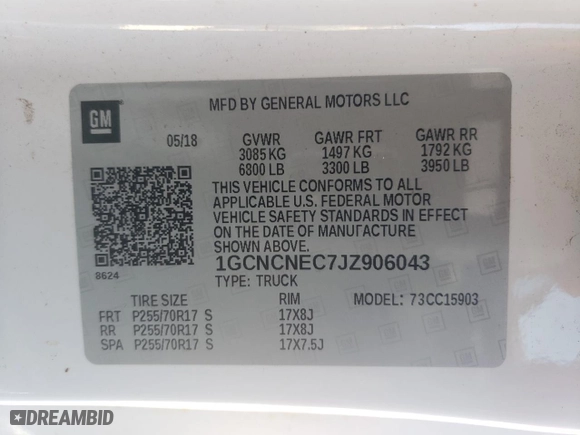 GM
MFD BY GENERAL MOTORS LLC
05/18 GVWR GAWR FRT GAWR RR
3085 KG 1497 KG 1792 KG
6800 LB 3300 LB 3950 LB
THIS VEHICLE CONFORMS TO ALL
APPLICABLE U.S. FEDERAL MOTOR
VEHICLE SAFETY STANDARDS IN EFFECT
ON THE DATE OF MANUFACTURE
SHOWN ABOVE.
8624
1GCNCNEC7JZ906043
TYPE: TRUCK
TIRE SIZE RIM MODEL: 73CC15903
FRT P255/70R17 S 17X8J
RR P255/70R17 S 17X8J
SPA P255/70R17 S 17X7.5J
DREAMBID